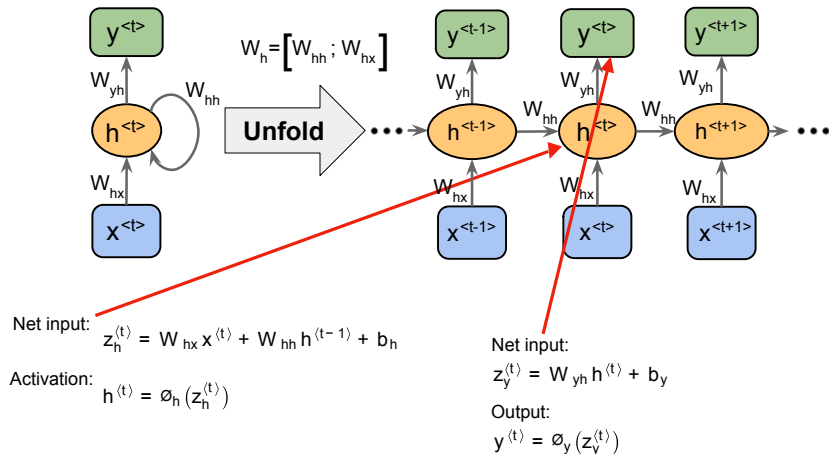 y<t>
W_yh
W_hh
h<t>
W_hx
x<t>
W_h=[W_hh ; W_hx]
Unfold
•••
y<t-1> y<t> y<t+1>
W_yh W_yh W_yh
W_hh W_hh
h<t-1> h<t> h<t+1>
•••
W_hx W_hx W_hx
x<t-1> x<t> x<t+1>
Net input:
z_h^⟨t⟩ = W_hx x^⟨t⟩ + W_hh h^⟨t−1⟩ + b_h
Activation:
h^⟨t⟩ = ø_h (z_h^⟨t⟩)
Net input:
z_y^⟨t⟩ = W_yh h^⟨t⟩ + b_y
Output:
y^⟨t⟩ = ø_y (z_y^⟨t⟩)